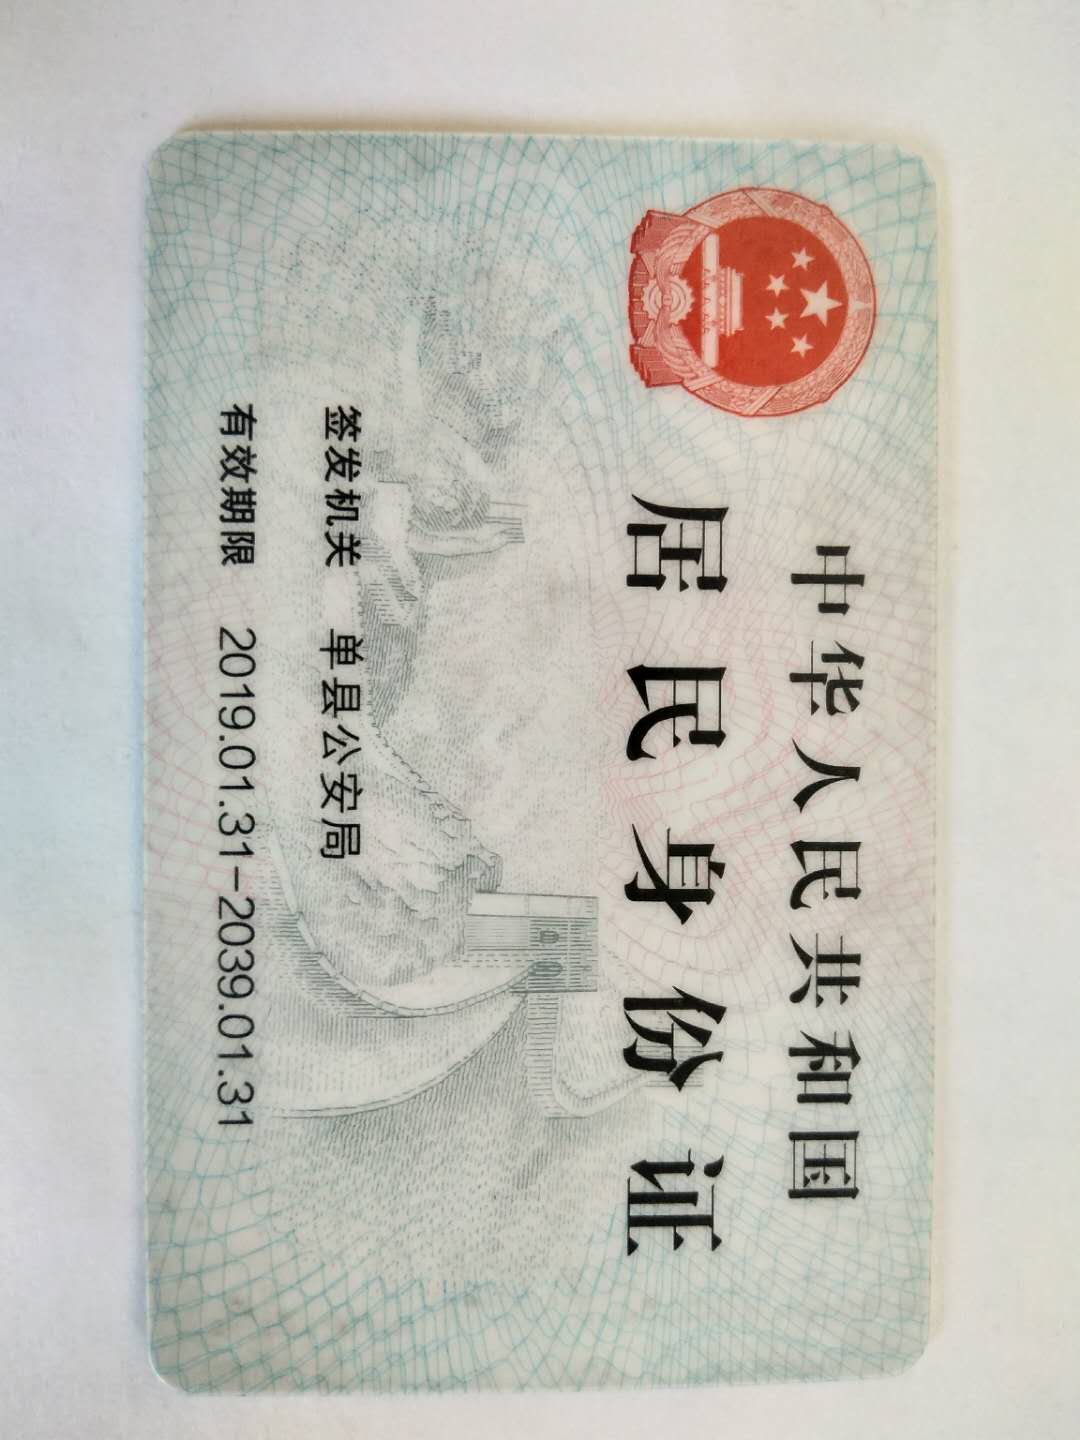 中华人民共和国
居民身份证
签发机关 单县公安局
有效期限 2019.01.31-2039.01.31